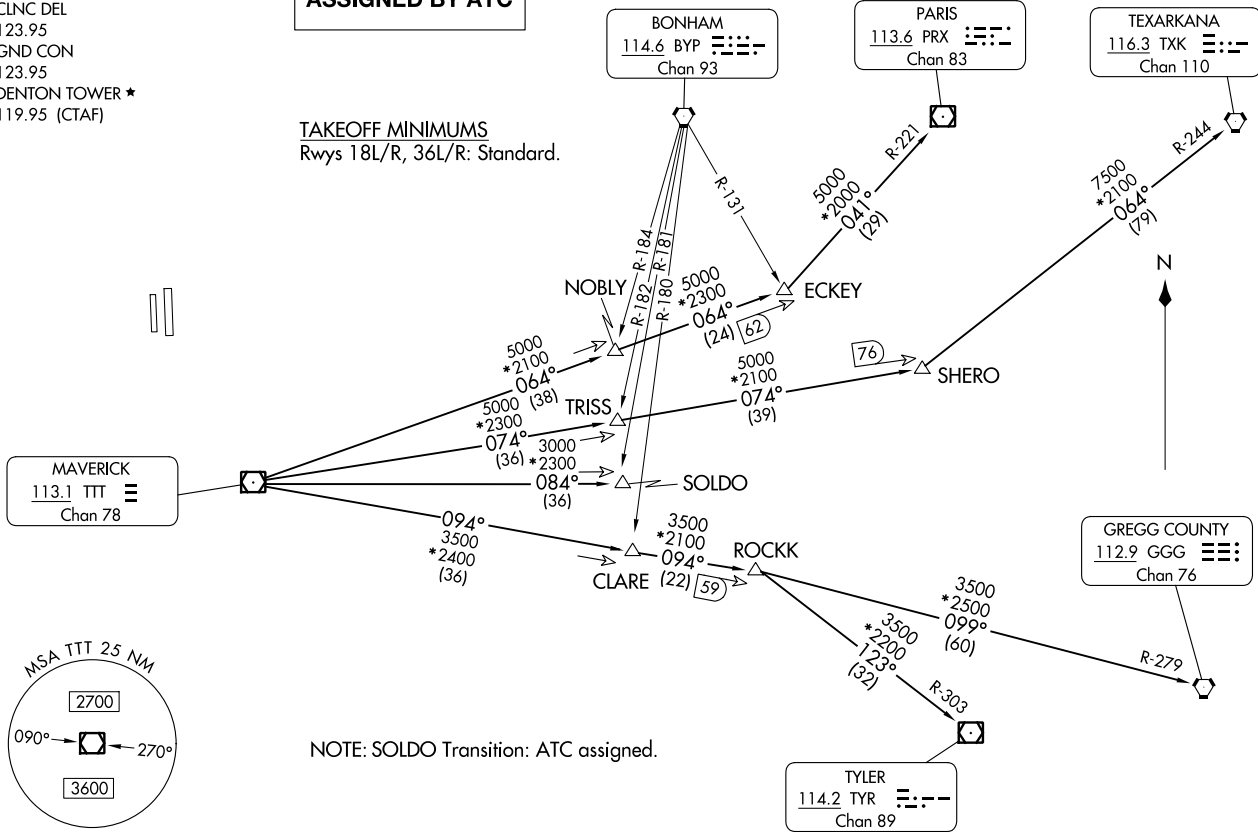 CLNC DEL
123.95
GND CON
123.95
DENTON TOWER ★
119.95 (CTAF)
ASSIGNED BY ATC
TAKEOFF MINIMUMS
Rwys 18L/R, 36L/R: Standard.
BONHAM
114.6 BYP
Chan 93
PARIS
113.6 PRX
Chan 83
TEXARKANA
116.3 TXK
Chan 110
R-221
R-244
R-131
R-184
R-182
R-181
R-180
5000
*2000
041°
(29)
7500
*2100
064°
(79)
N
NOBLY
5000
*2300
064°
(24)
62
ECKEY
5000
*2100
064°
(38)
TRISS
5000
*2100
074°
(39)
76
SHERO
5000
*2300
074°
(36)
3000
*2300
084°
(36)
SOLDO
MAVERICK
113.1 TTT
Chan 78
094°
3500
*2400
(36)
CLARE
3500
*2100
094°
(22)
59
ROCKK
GREGG COUNTY
112.9 GGG
Chan 76
3500
*2500
099°
(60)
R-279
3500
*2200
123°
(32)
R-303
MSA TTT 25 NM
2700
090°
270°
3600
NOTE: SOLDO Transition: ATC assigned.
TYLER
114.2 TYR
Chan 89